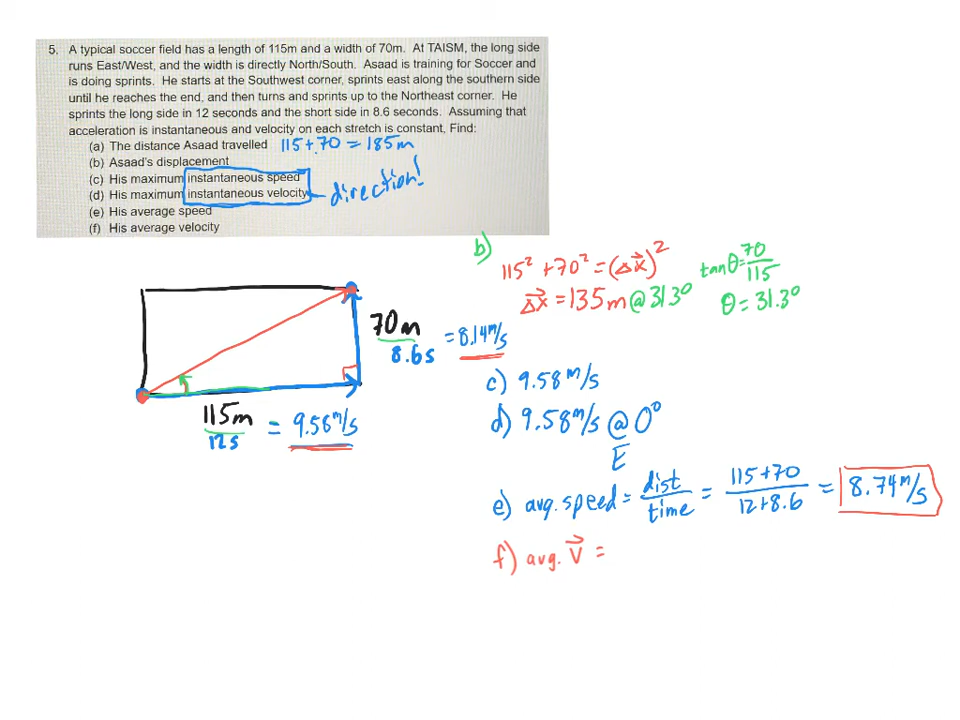 5. A typical soccer field has a length of 115m and a width of 70m. At TAISM, the long side
runs East/West, and the width is directly North/South. Asaad is training for Soccer and
is doing sprints. He starts at the Southwest corner, sprints east along the southern side
until he reaches the end, and then turns and sprints up to the Northeast corner. He
sprints the long side in 12 seconds and the short side in 8.6 seconds. Assuming that
acceleration is instantaneous and velocity on each stretch is constant, Find:
(a) The distance Asaad travelled 115+70 = 185m
(b) Asaad's displacement
(c) His maximum instantaneous speed
(d) His maximum instantaneous velocity direction!
(e) His average speed
(f) His average velocity
b) 115² + 70² = (Δx⃗)² tanθ = 70/115
Δx⃗ = 135m @ 31.3° θ = 31.3°
70m
8.6s = 8.14 m/s
115m
12s = 9.58 m/s
c) 9.58 m/s
d) 9.58 m/s @ 0°
E
e) avg. speed = dist/time = 115+70/12+8.6 = 8.74 m/s
f) avg. v⃗ =